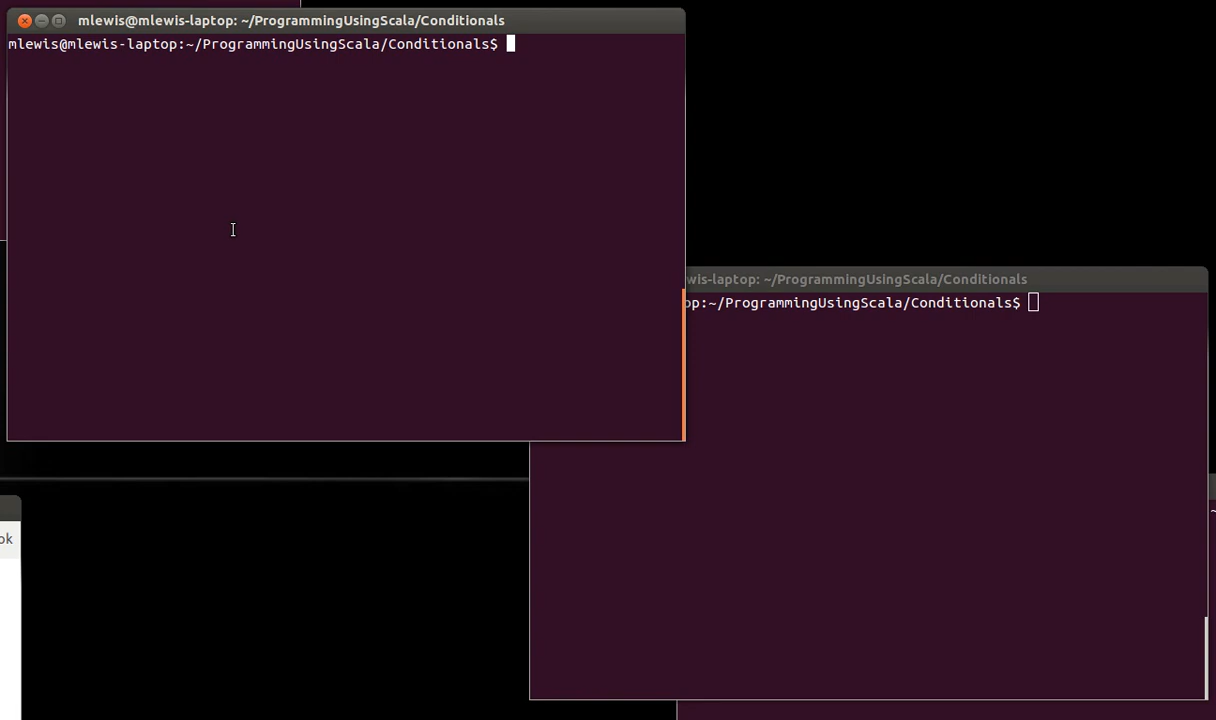 mlewis@mlewis-laptop: ~/ProgrammingUsingScala/Conditionals
mlewis@mlewis-laptop:~/ProgrammingUsingScala/Conditionals$
wis-laptop: ~/ProgrammingUsingScala/Conditionals
op:~/ProgrammingUsingScala/Conditionals$
~
ok